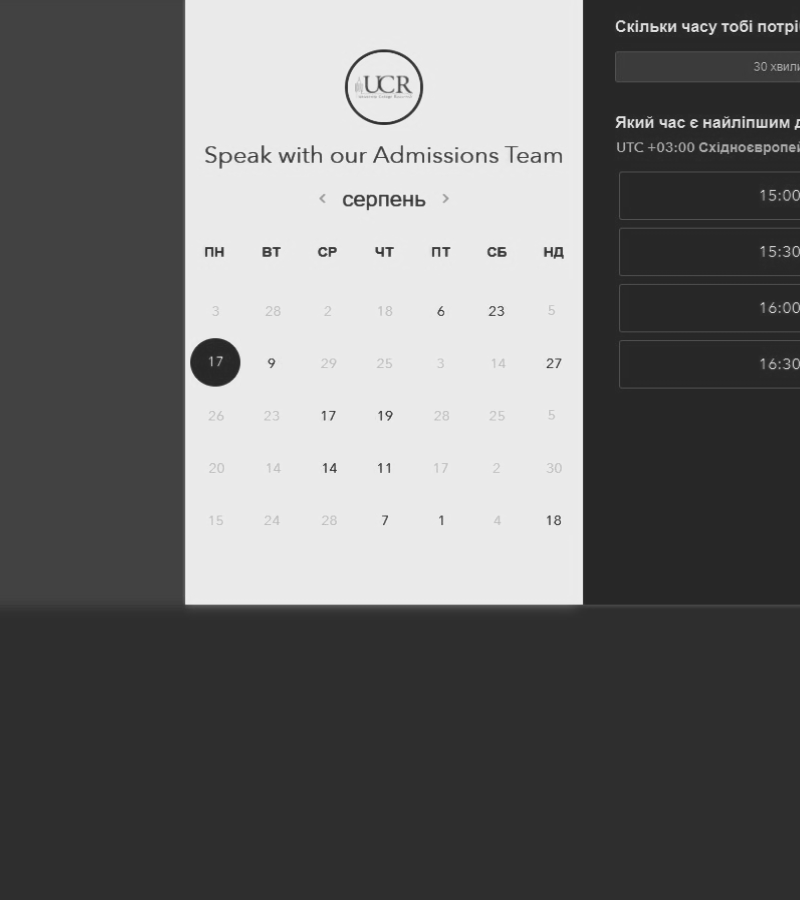 UCR
Speak with our Admissions Team
< серпень >
ПН ВТ СР ЧТ ПТ СБ НД
3 28 2 18 6 23 5
17 9 29 25 3 14 27
26 23 17 19 28 25 5
20 14 14 11 17 2 30
15 24 28 7 1 4 18
Скільки часу тобі
30
Який час є найліпшим
UTC +03:00
15:00
15:30
16:00
16:30